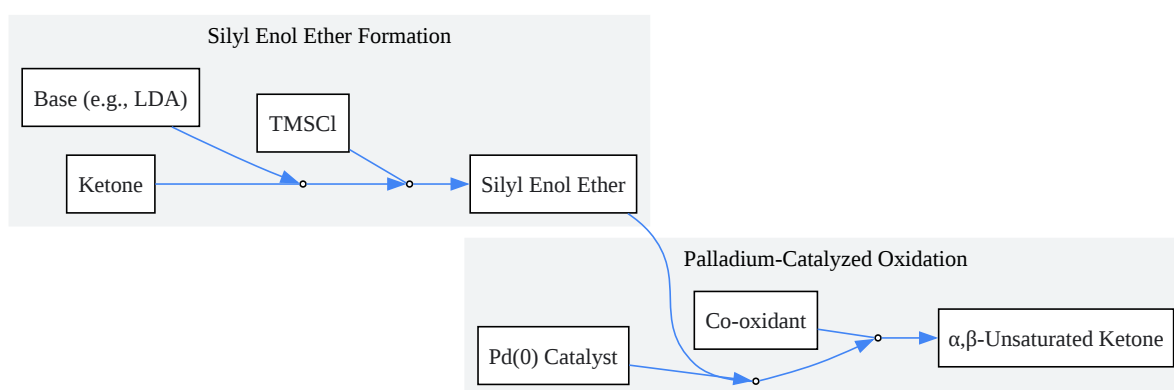 Silyl Enol Ether Formation
Base (e.g., LDA)
TMSCl
Ketone
Silyl Enol Ether
Palladium-Catalyzed Oxidation
Co-oxidant
Pd(0) Catalyst
α,β-Unsaturated Ketone